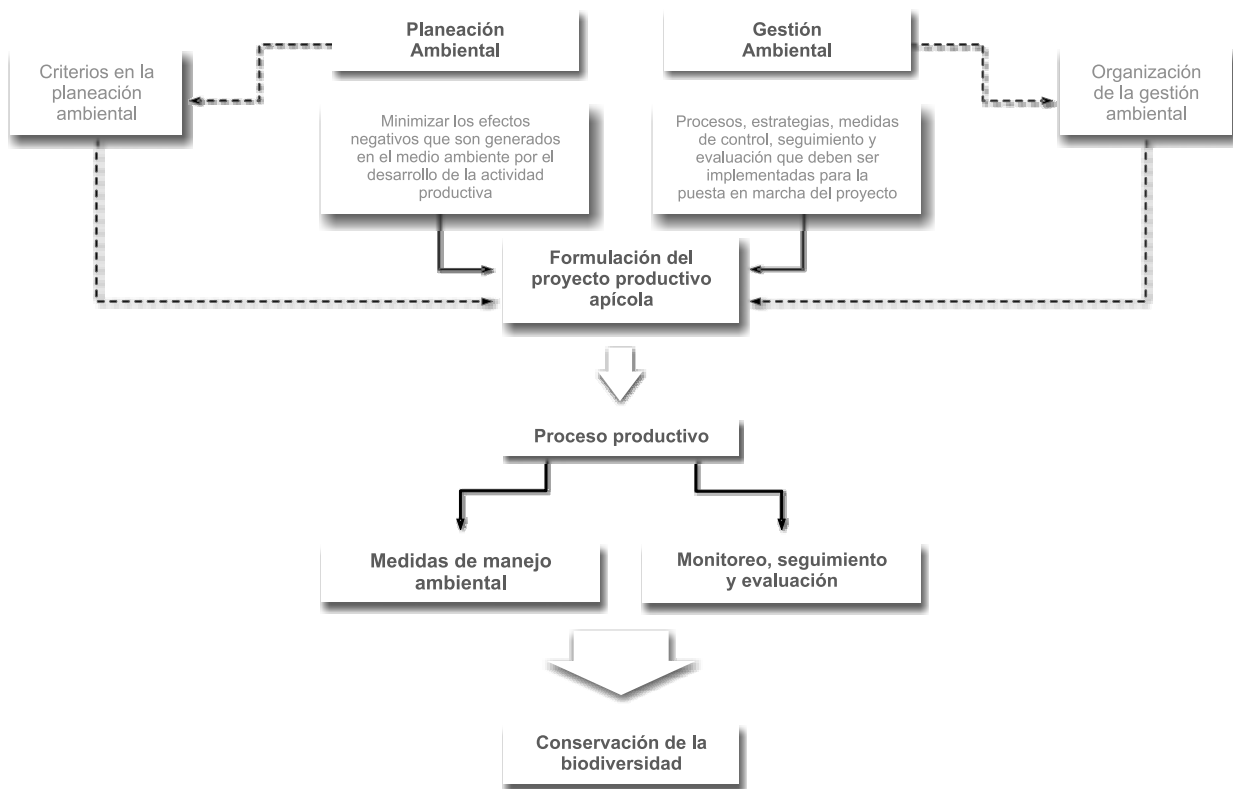 Planeación
Ambiental
Gestión
Ambiental
Criterios en la
planeación
ambiental
Organización
de la gestión
ambiental
Minimizar los efectos
negativos que son generados
en el medio ambiente por el
desarrollo de la actividad
productiva
Procesos, estrategias, medidas
de control, seguimiento y
evaluación que deben ser
implementadas para la
puesta en marcha del proyecto
Formulación del
proyecto productivo
apícola
Proceso productivo
Medidas de manejo
ambiental
Monitoreo, seguimiento
y evaluación
Conservación de la
biodiversidad